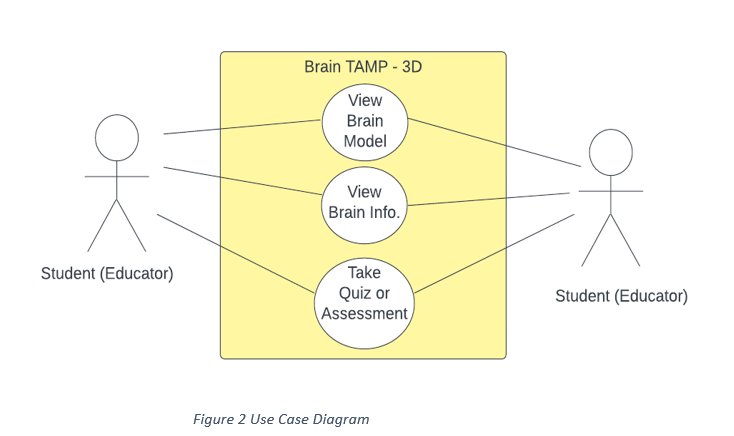 Brain TAMP - 3D
View
Brain
Model
View
Brain Info.
Take
Quiz or
Assessment
Student (Educator)
Student (Educator)
Figure 2 Use Case Diagram